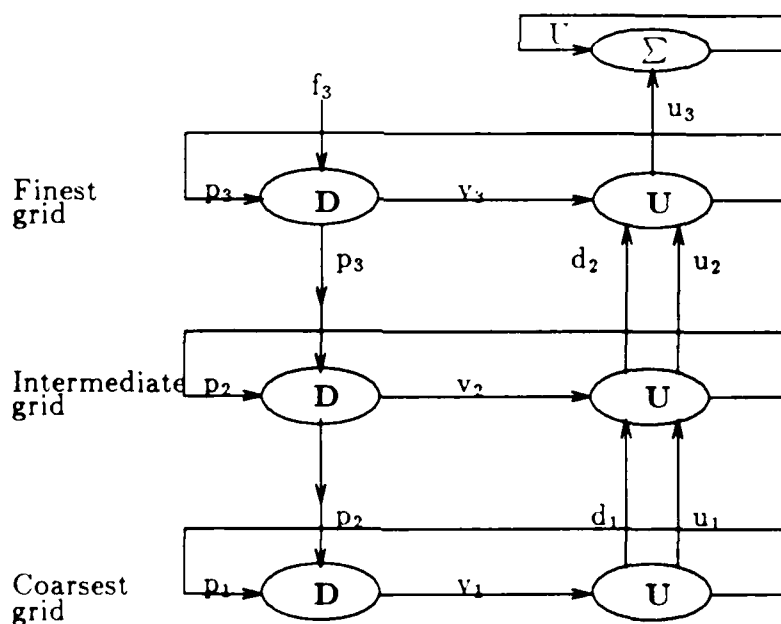 U Σ
f₃
u₃
Finest
grid
p₃ D v₃ U
p₃ d₂ u₂
Intermediate
grid
p₂ D v₂ U
p₂ d₁ u₁
Coarsest
grid
p₁ D v₁ U